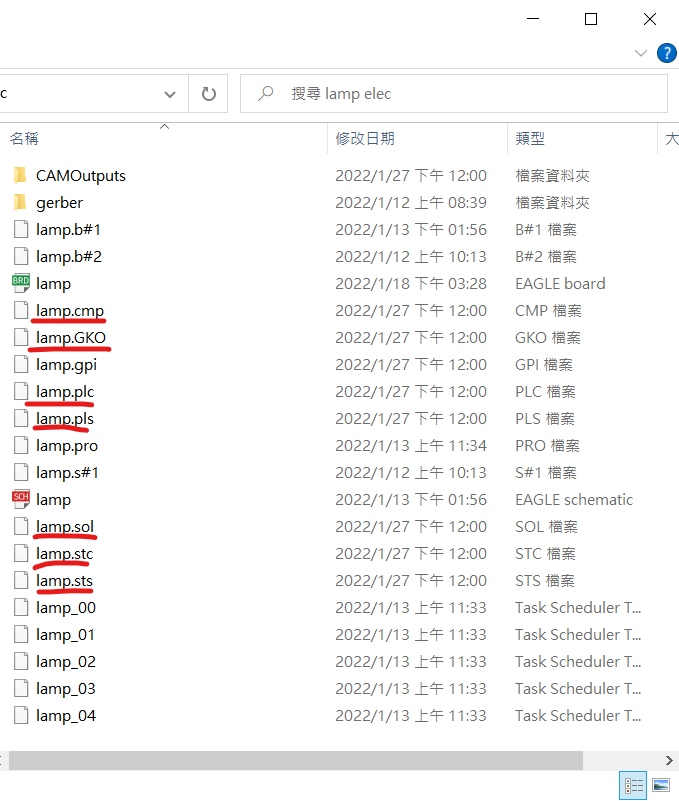 ?
c
搜尋 lamp elec
名稱 修改日期 類型 大
CAMOutputs 2022/1/27 下午 12:00 檔案資料夾
gerber 2022/1/12 上午 08:39 檔案資料夾
lamp.b#1 2022/1/13 下午 01:56 B#1 檔案
lamp.b#2 2022/1/12 上午 10:13 B#2 檔案
BRD lamp 2022/1/18 下午 03:28 EAGLE board
lamp.cmp 2022/1/27 下午 12:00 CMP 檔案
lamp.GKO 2022/1/27 下午 12:00 GKO 檔案
lamp.gpi 2022/1/27 下午 12:00 GPI 檔案
lamp.plc 2022/1/27 下午 12:00 PLC 檔案
lamp.pls 2022/1/27 下午 12:00 PLS 檔案
lamp.pro 2022/1/13 上午 11:34 PRO 檔案
lamp.s#1 2022/1/12 上午 10:13 S#1 檔案
SCH lamp 2022/1/13 下午 01:56 EAGLE schematic
lamp.sol 2022/1/27 下午 12:00 SOL 檔案
lamp.stc 2022/1/27 下午 12:00 STC 檔案
lamp.sts 2022/1/27 下午 12:00 STS 檔案
lamp_00 2022/1/13 上午 11:33 Task Scheduler T...
lamp_01 2022/1/13 上午 11:33 Task Scheduler T...
lamp_02 2022/1/13 上午 11:33 Task Scheduler T...
lamp_03 2022/1/13 上午 11:33 Task Scheduler T...
lamp_04 2022/1/13 上午 11:33 Task Scheduler T...